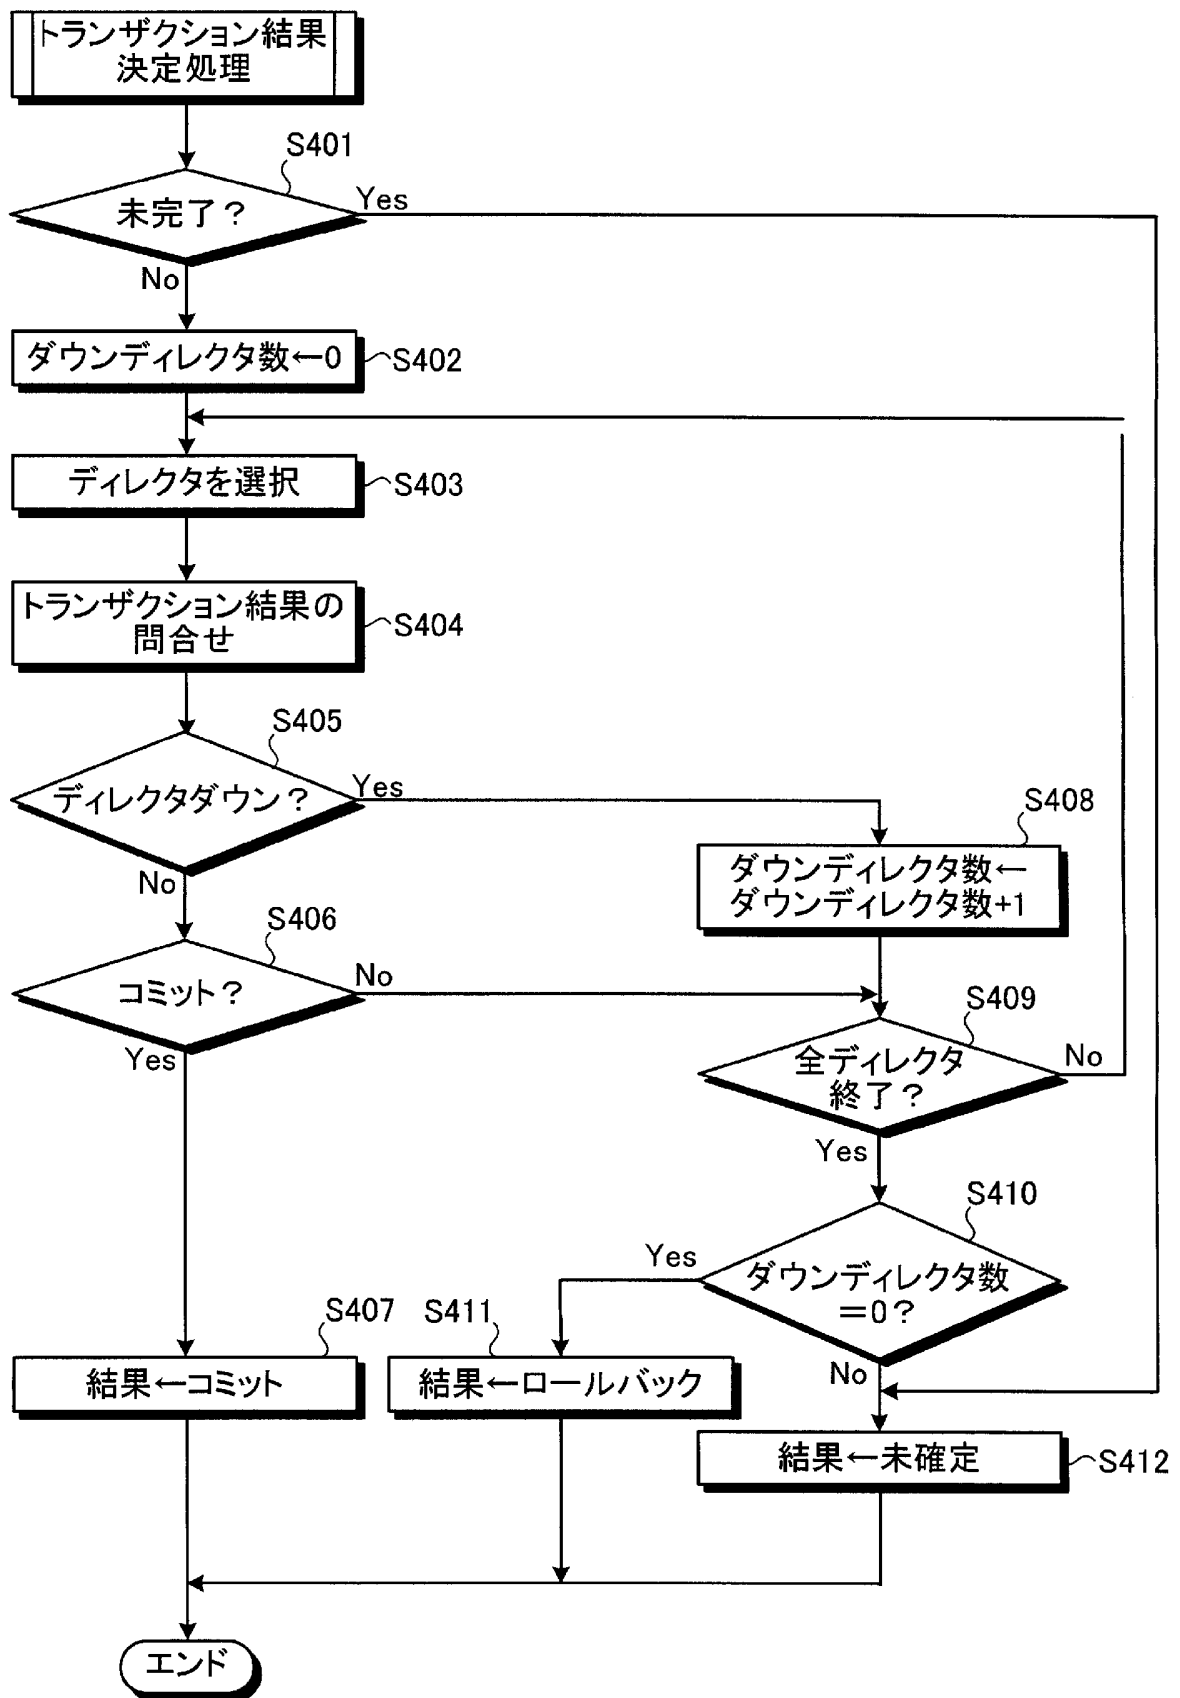 トランザクション結果
決定処理
S401
未完了?
Yes
No
ダウンディレクタ数←0
S402
ディレクタを選択
S403
トランザクション結果の
問合せ
S404
S405
ディレクタダウン?
Yes
No
S408
ダウンディレクタ数←
ダウンディレクタ数+1
S406
コミット?
No
Yes
S409
全ディレクタ
終了?
No
Yes
S410
ダウンディレクタ数
=0?
Yes
No
S407
結果←コミット
S411
結果←ロールバック
結果←未確定
S412
エンド